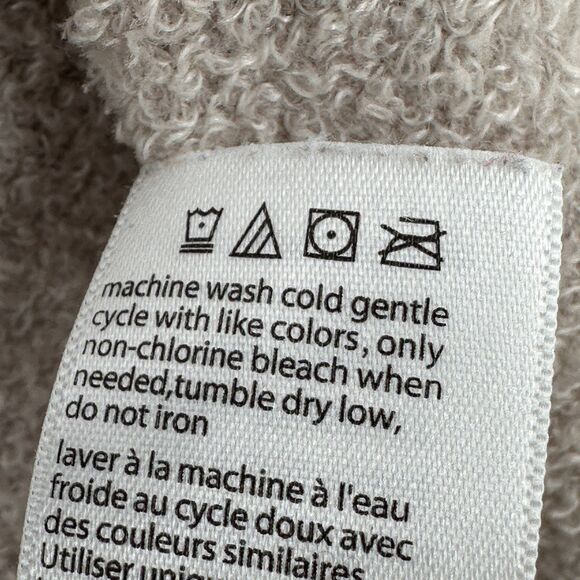 machine wash cold gentle
cycle with like colors, only
non-chlorine bleach when
needed,tumble dry low,
do not iron
laver à la machine à l'eau
froide au cycle doux avec
des couleurs similaires
Utiliser